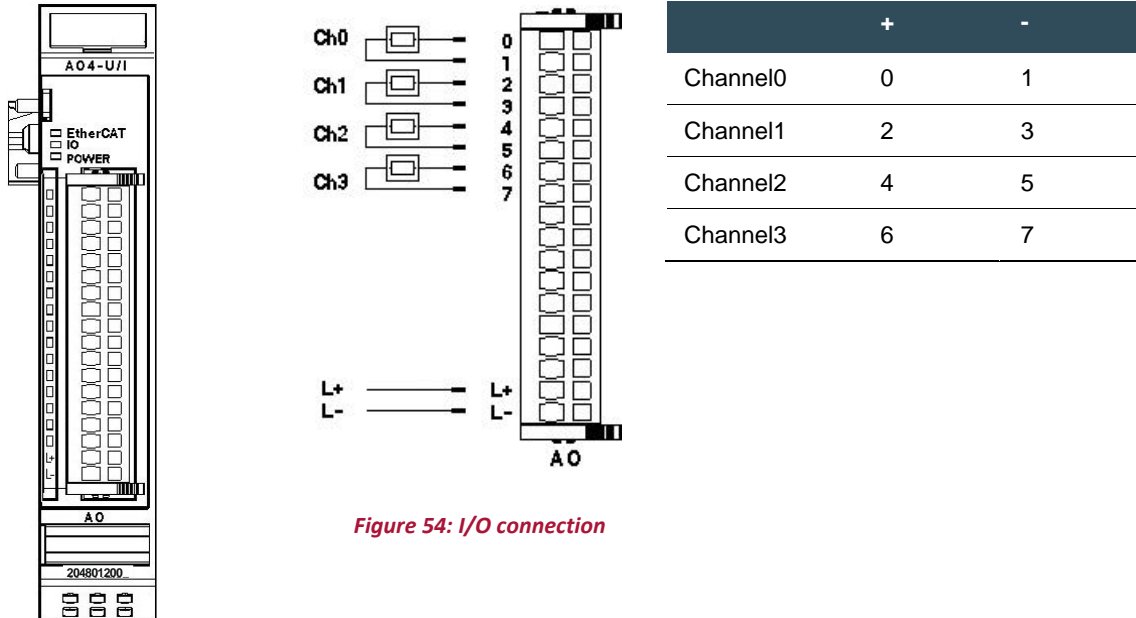 AO4-U/I
EtherCAT
IO
POWER
L+
L-
AO
204801200_
Ch0
Ch1
Ch2
Ch3
L+
L-
0
1
2
3
4
5
6
7
L+
L-
AO
Figure 54: I/O connection
+ -
Channel0 0 1
Channel1 2 3
Channel2 4 5
Channel3 6 7